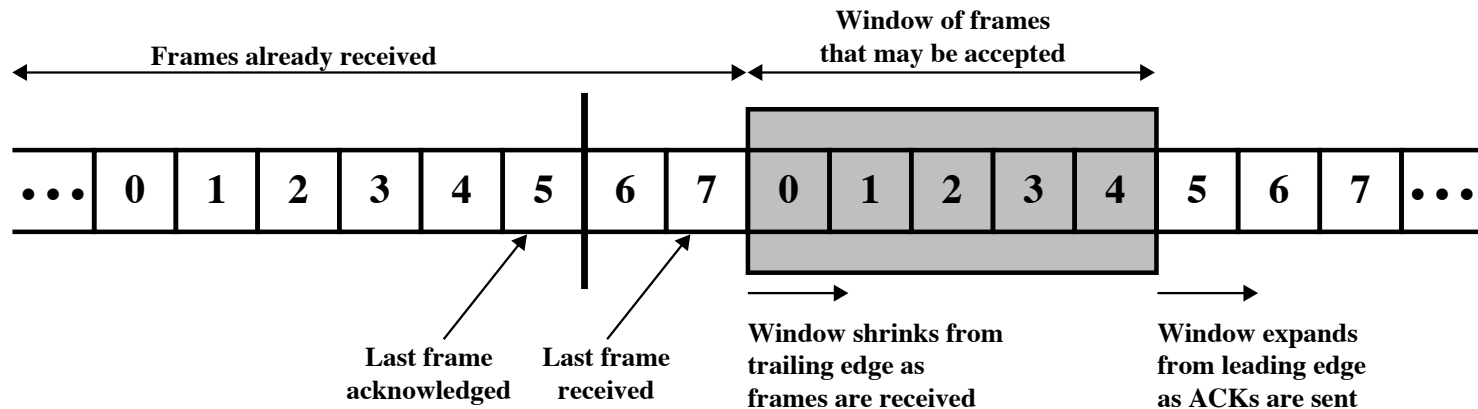 Window of frames
that may be accepted
Frames already received
••• 0 1 2 3 4 5 6 7 0 1 2 3 4 5 6 7 •••
Last frame
acknowledged
Last frame
received
Window shrinks from
trailing edge as
frames are received
Window expands
from leading edge
as ACKs are sent